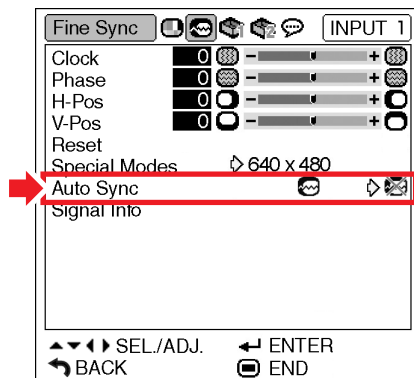 Fine Sync INPUT 1
Clock 0 - +
Phase 0 - +
H-Pos 0 - +
V-Pos 0 - +
Reset
Special Modes 640 x 480
Auto Sync
Signal Info
SEL./ADJ. ENTER
BACK END